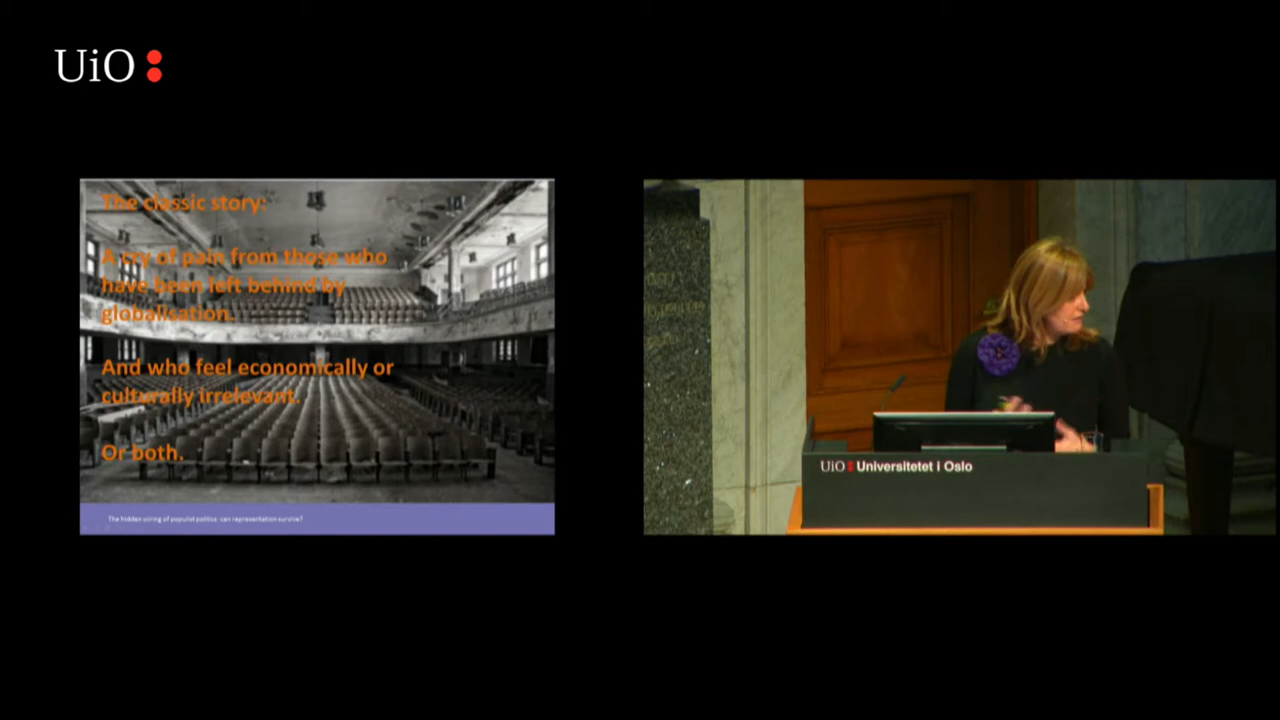 UiO
The classic story:
A cry of pain from those who
have been left behind by
globalisation.
And who feel economically or
culturally irrelevant.
Or both.
The hidden wiring of populist politics: can representation survive?
UiO Universitetet i Oslo